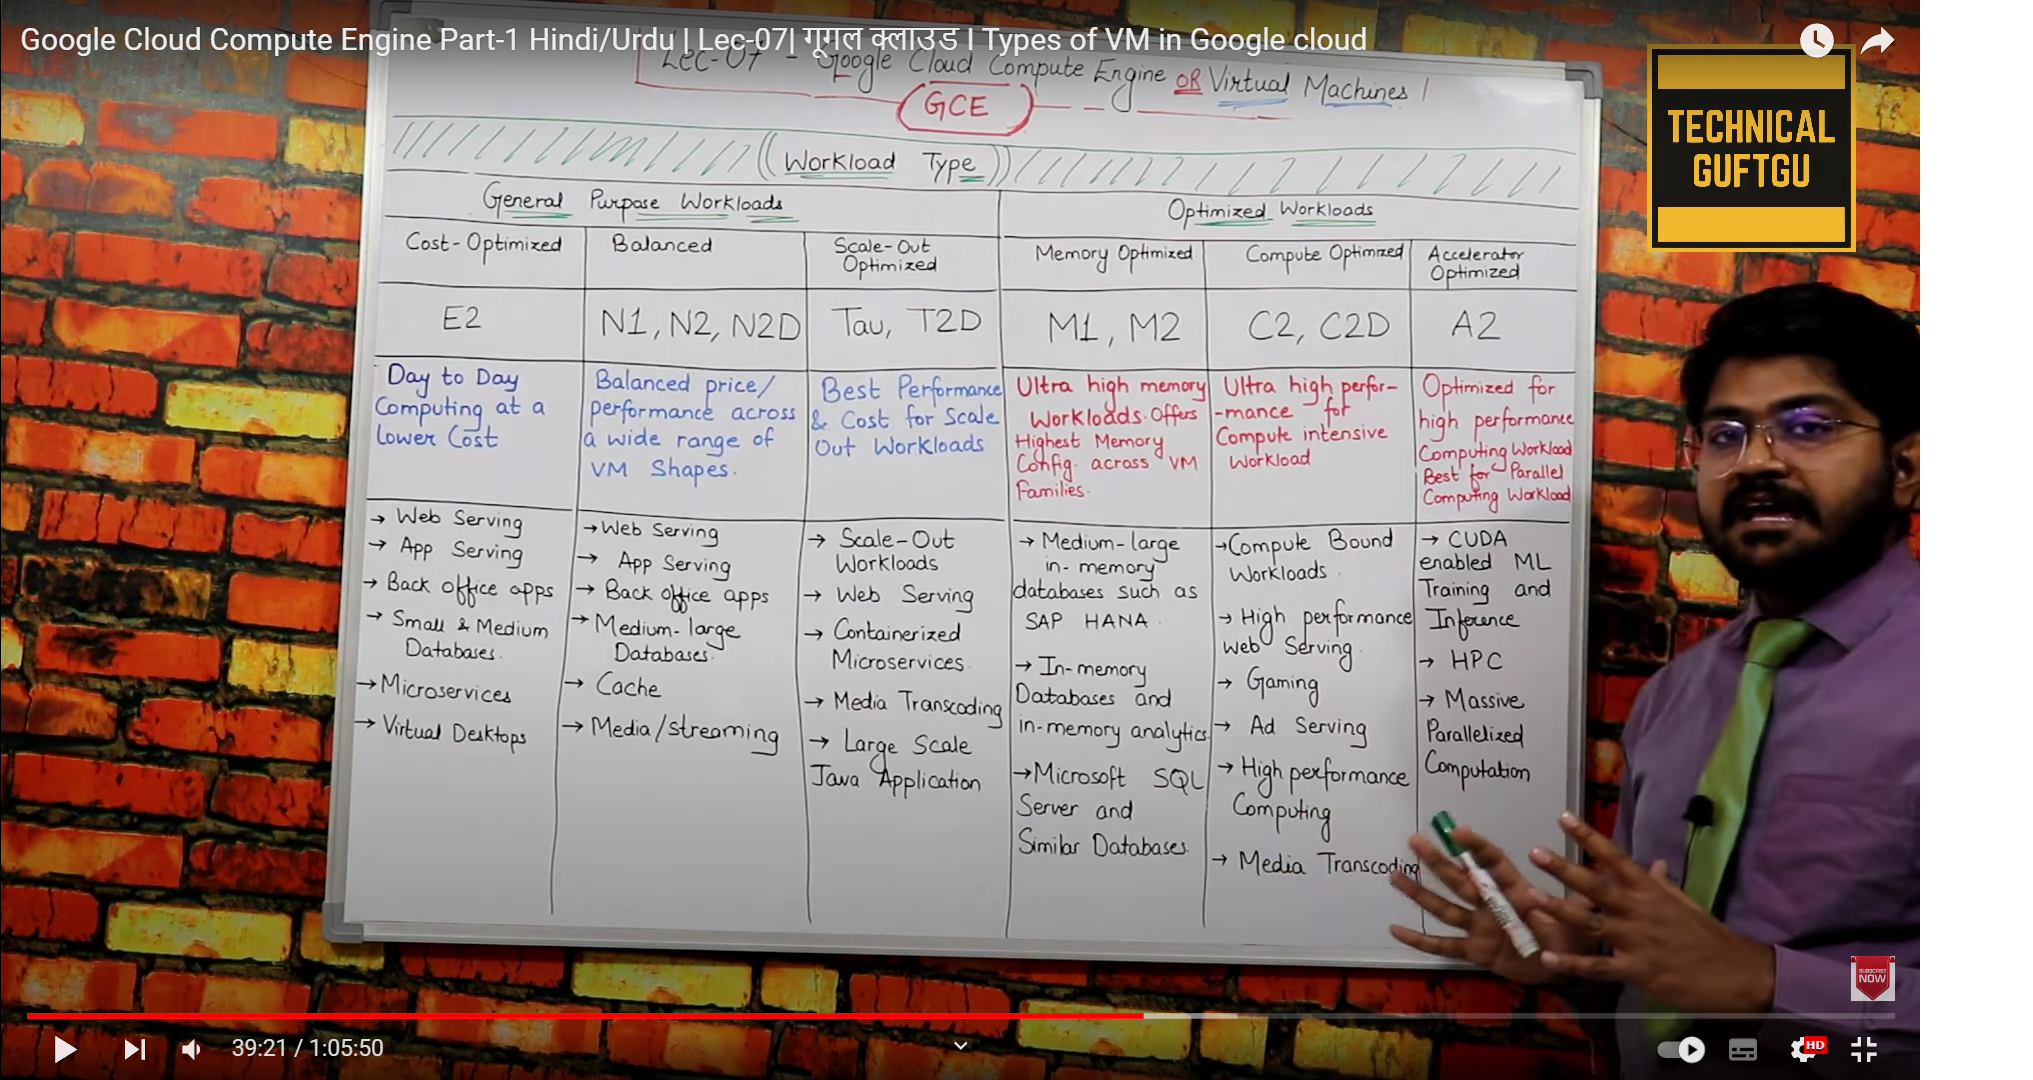 Google Cloud Compute Engine Part-1 Hindi/Urdu | Lec-07| गूगल क्लाउड I Types of VM in Google cloud
Lec-07 - Google Cloud Compute Engine OR Virtual Machines
GCE
TECHNICAL
GUFTGU
Workload Type
General Purpose Workloads
Optimized Workloads
Cost-Optimized
Balanced
Scale-Out
Optimized
Memory Optimized
Compute Optimized
Accelerator
Optimized
E2
N1, N2, N2D
Tau, T2D
M1, M2
C2, C2D
A2
Day to Day
Computing at a
Lower Cost
Balanced price/
performance across
a wide range of
VM Shapes.
Best Performance
& Cost for Scale
Out Workloads
Ultra high memory
Workloads. Offers
Highest Memory
Config. across VM
Families.
Ultra high perfor-
-mance for
Compute intensive
Workload
Optimized for
high performance
Computing Workload
Best for Parallel
Computing Workload
→ Web Serving
→ App Serving
→ Back office apps
→ Small & Medium
Databases.
→ Microservices
→ Virtual Desktops
→ Web Serving
→ App Serving
→ Back office apps
→ Medium-large
Databases.
→ Cache
→ Media/streaming
→ Scale-Out
Workloads
→ Web Serving
→ Containerized
Microservices.
→ Media Transcoding
→ Large Scale
Java Application
→ Medium-large
in-memory
databases such as
SAP HANA.
→ In-memory
Databases and
in-memory analytics.
→ Microsoft SQL
Server and
Similar Databases.
→ Compute Bound
Workloads.
→ High performance
Web Serving.
→ Gaming
→ Ad Serving
→ High performance
Computing
→ Media Transcoding
→ CUDA
enabled ML
Training and
Inference
→ HPC
→ Massive
Parallelized
Computation
SUBSCRIBE
NOW
39:21 / 1:05:50
HD